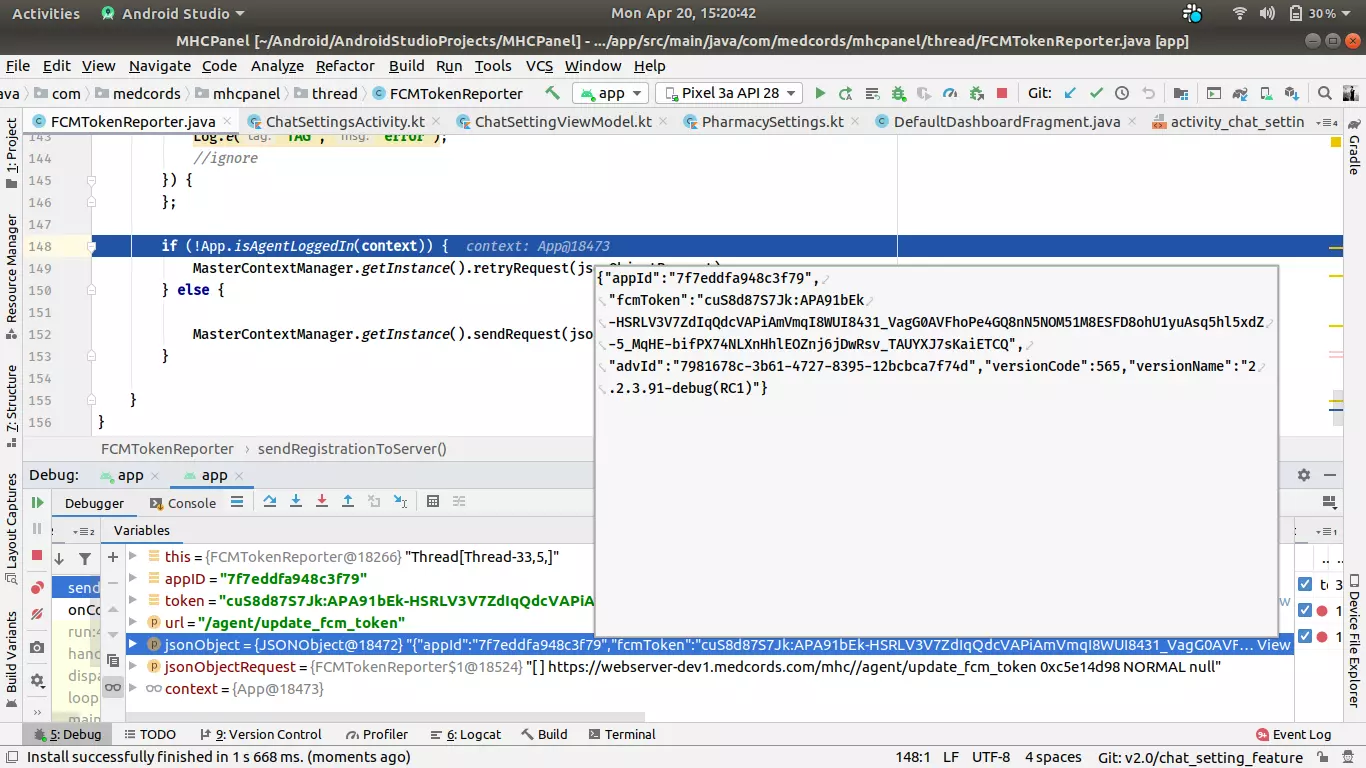 Activities Android Studio Mon Apr 20, 15:20:42 30%
MHCPanel [~/Android/AndroidStudioProjects/MHCPanel] - .../app/src/main/java/com/medcords/mhcpanel/thread/FCMTokenReporter.java [app]
File Edit View Navigate Code Analyze Refactor Build Run Tools VCS Window Help
ava com medcords mhcpanel thread FCMTokenReporter app Pixel 3a API 28 Git:
FCMTokenReporter.java ChatSettingsActivity.kt ChatSettingViewModel.kt PharmacySettings.kt DefaultDashboardFragment.java activity_chat_settin
1: Project
Resource Manager
Z: Structure
Layout Captures
Build Variants
Gradle
Device File Explorer
143 Log.e( tag: "TAG", msg: "error");
144 //ignore
145 }) {
146 };
147
148 if (!App.isAgentLoggedIn(context)) { context: App@18473
149 MasterContextManager.getInstance().retryRequest(jsonObjectRequest);
150 } else {
151
152 MasterContextManager.getInstance().sendRequest(jso
153 }
154
155 }
156 }
{"appId":"7f7eddfa948c3f79",
"fcmToken":"cuS8d87S7Jk:APA91bEk
-HSRLV3V7ZdIqQdcVAPiAmVmqI8WUI8431_VagG0AVFhoPe4GQ8nN5NOM51M8ESFD8ohU1yuAsq5hl5xdZ
-5_MqHE-bifPX74NLXnHhlEOZnj6jDwRsv_TAUYXJ7sKaiETCQ",
"advId":"7981678c-3b61-4727-8395-12bcbca7f74d","versionCode":565,"versionName":"2
.2.3.91-debug(RC1)"}
FCMTokenReporter › sendRegistrationToServer()
Debug: app app
Debugger Console
Variables
send
onCo
run:4
hand
dispa
loop
main
this = {FCMTokenReporter@18266} "Thread[Thread-33,5,]"
appID = "7f7eddfa948c3f79"
token = "cuS8d87S7Jk:APA91bEk-HSRLV3V7ZdIqQdcVAPiA
url = "/agent/update_fcm_token"
jsonObject = {JSONObject@18472} "{"appId":"7f7eddfa948c3f79","fcmToken":"cuS8d87S7Jk:APA91bEk-HSRLV3V7ZdIqQdcVAPiAmVmqI8WUI8431_VagG0AVF... View
jsonObjectRequest = {FCMTokenReporter$1@18524} "[ ] https://webserver-dev1.medcords.com/mhc//agent/update_fcm_token 0xc5e14d98 NORMAL null"
context = {App@18473}
5: Debug TODO 9: Version Control Profiler 6: Logcat Build Terminal 9+ Event Log
Install successfully finished in 1 s 668 ms. (moments ago) 148:1 LF UTF-8 4 spaces Git: v2.0/chat_setting_feature